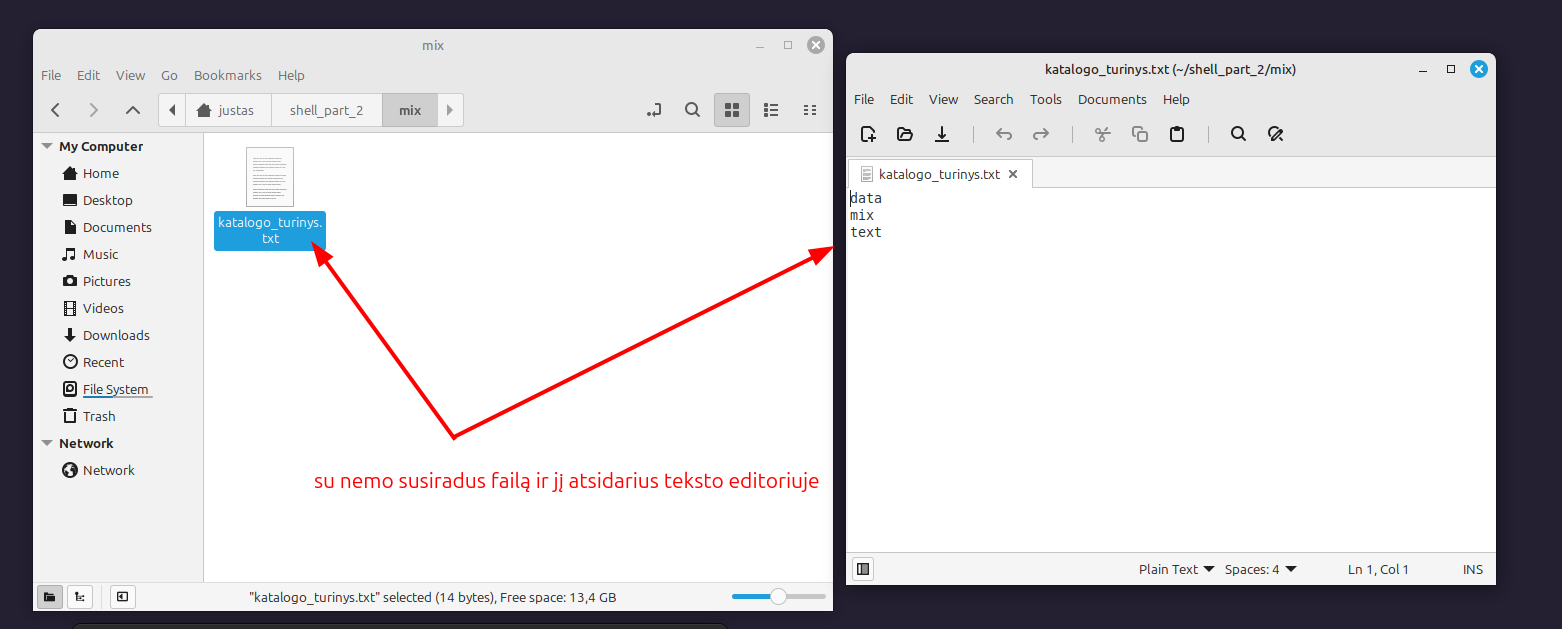 mix
File Edit View Go Bookmarks Help
justas shell_part_2 mix
My Computer
Home
Desktop
Documents
Music
Pictures
Videos
Downloads
Recent
File System
Trash
Network
Network
katalogo_turinys.
txt
su nemo susiradus failą ir jį atsidarius teksto editoriuje
"katalogo_turinys.txt" selected (14 bytes), Free space: 13,4 GB
katalogo_turinys.txt (~/shell_part_2/mix)
File Edit View Search Tools Documents Help
katalogo_turinys.txt
data
mix
text
Plain Text Spaces: 4 Ln 1, Col 1 INS